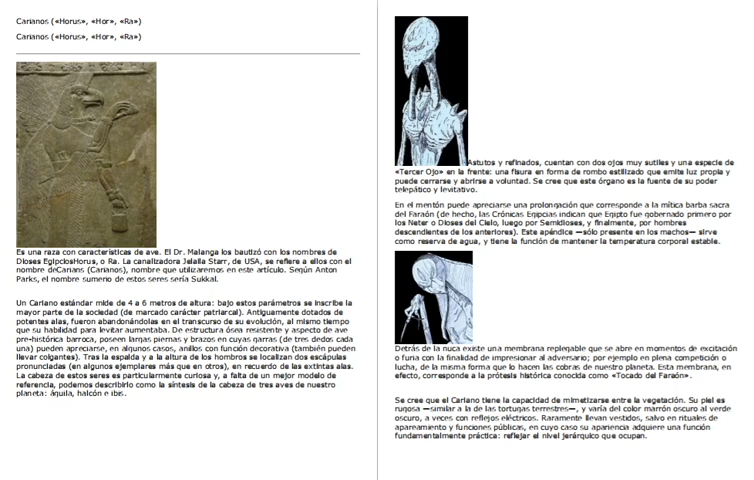 Carianos («Horus», «Hor», «Ra»)
Carianos («Horus», «Hor», «Ra»)
Es una raza con características de ave. El Dr. Malanga los bautizó con los nombres de
Dioses EgipciosHorus, o Ra. La canalizadora Jelaila Starr, de USA, se refiere a ellos con el
nombre deCarians (Carianos), nombre que utilizaremos en este artículo. Según Anton
Parks, el nombre sumerio de estos seres sería Sukkal.
Un Cariano estándar mide de 4 a 6 metros de altura: bajo estos parámetros se inscribe la
mayor parte de la sociedad (de marcado carácter patriarcal). Antiguamente dotados de
potentes alas, fueron abandonándolas en el transcurso de su evolución, al mismo tiempo
que su habilidad para levitar aumentaba. De estructura ósea resistente y aspecto de ave
pre-histórica barroca, poseen largas piernas y brazos en cuyas garras (de tres dedos cada
una) pueden apreciarse, en algunos casos, anillos con función decorativa (también pueden
llevar colgantes). Tras la espalda y a la altura de los hombros se localizan dos escápulas
pronunciadas (en algunos ejemplares más que en otros), en recuerdo de las extintas alas.
La cabeza de estos seres es particularmente curiosa y, a falta de un mejor modelo de
referencia, podemos describirlo como la síntesis de la cabeza de tres aves de nuestro
planeta: águila, halcón e ibis.
Astutos y refinados, cuentan con dos ojos muy sutiles y una especie de
«Tercer Ojo» en la frente: una fisura en forma de rombo estilizado que emite luz propia y
puede cerrarse y abrirse a voluntad. Se cree que este órgano es la fuente de su poder
telepático y levitativo.
En el mentón puede apreciarse una prolongación que corresponde a la mítica barba sacra
del Faraón (de hecho, las Crónicas Egipcias indican que Egipto fue gobernado primero por
los Neter o Dioses del Cielo, luego por Semidioses, y finalmente, por hombres
descendientes de los anteriores). Este apéndice —sólo presente en los machos— sirve
como reserva de agua, y tiene la función de mantener la temperatura corporal estable.
Detrás de la nuca existe una membrana replegable que se abre en momentos de excitación
o furia con la finalidad de impresionar al adversario; por ejemplo en plena competición o
lucha, de la misma forma que lo hacen las cobras de nuestro planeta. Esta membrana, en
efecto, corresponde a la prótesis histórica conocida como «Tocado del Faraón».
Se cree que el Cariano tiene la capacidad de mimetizarse entre la vegetación. Su piel es
rugosa —similar a la de las tortugas terrestres—, y varía del color marrón oscuro al verde
oscuro, a veces con reflejos eléctricos. Raramente llevan vestidos, salvo en rituales de
apareamiento y funciones públicas, en cuyo caso su apariencia adquiere una función
fundamentalmente práctica: reflejar el nivel jerárquico que ocupan.